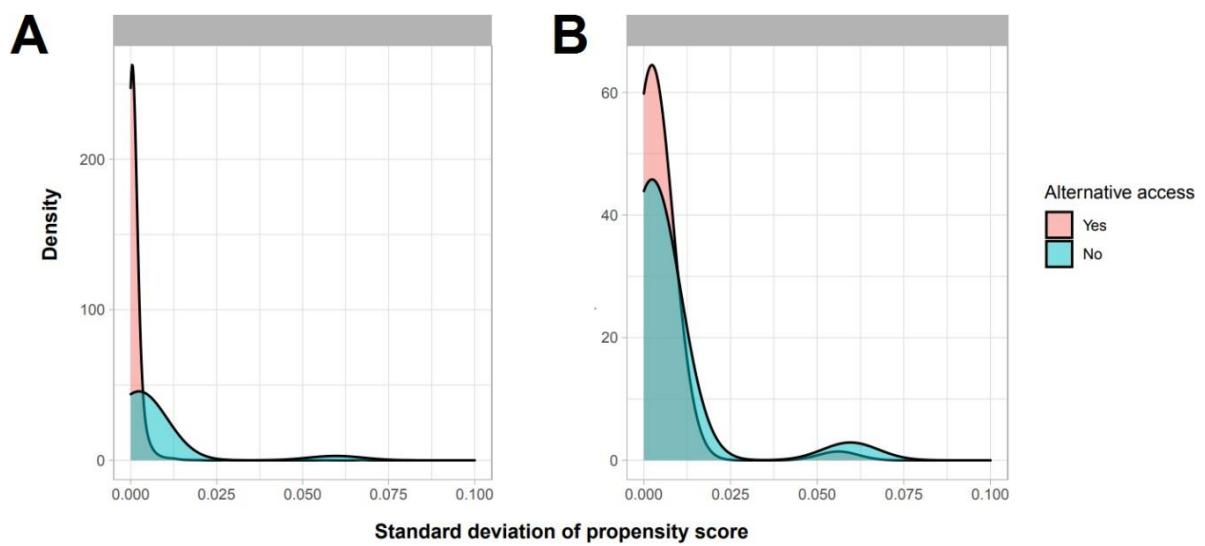 A
B
200
100
0
0.000 0.025 0.050 0.075 0.100
Density
60
40
20
0
0.000 0.025 0.050 0.075 0.100
Standard deviation of propensity score
Alternative access
Yes
No